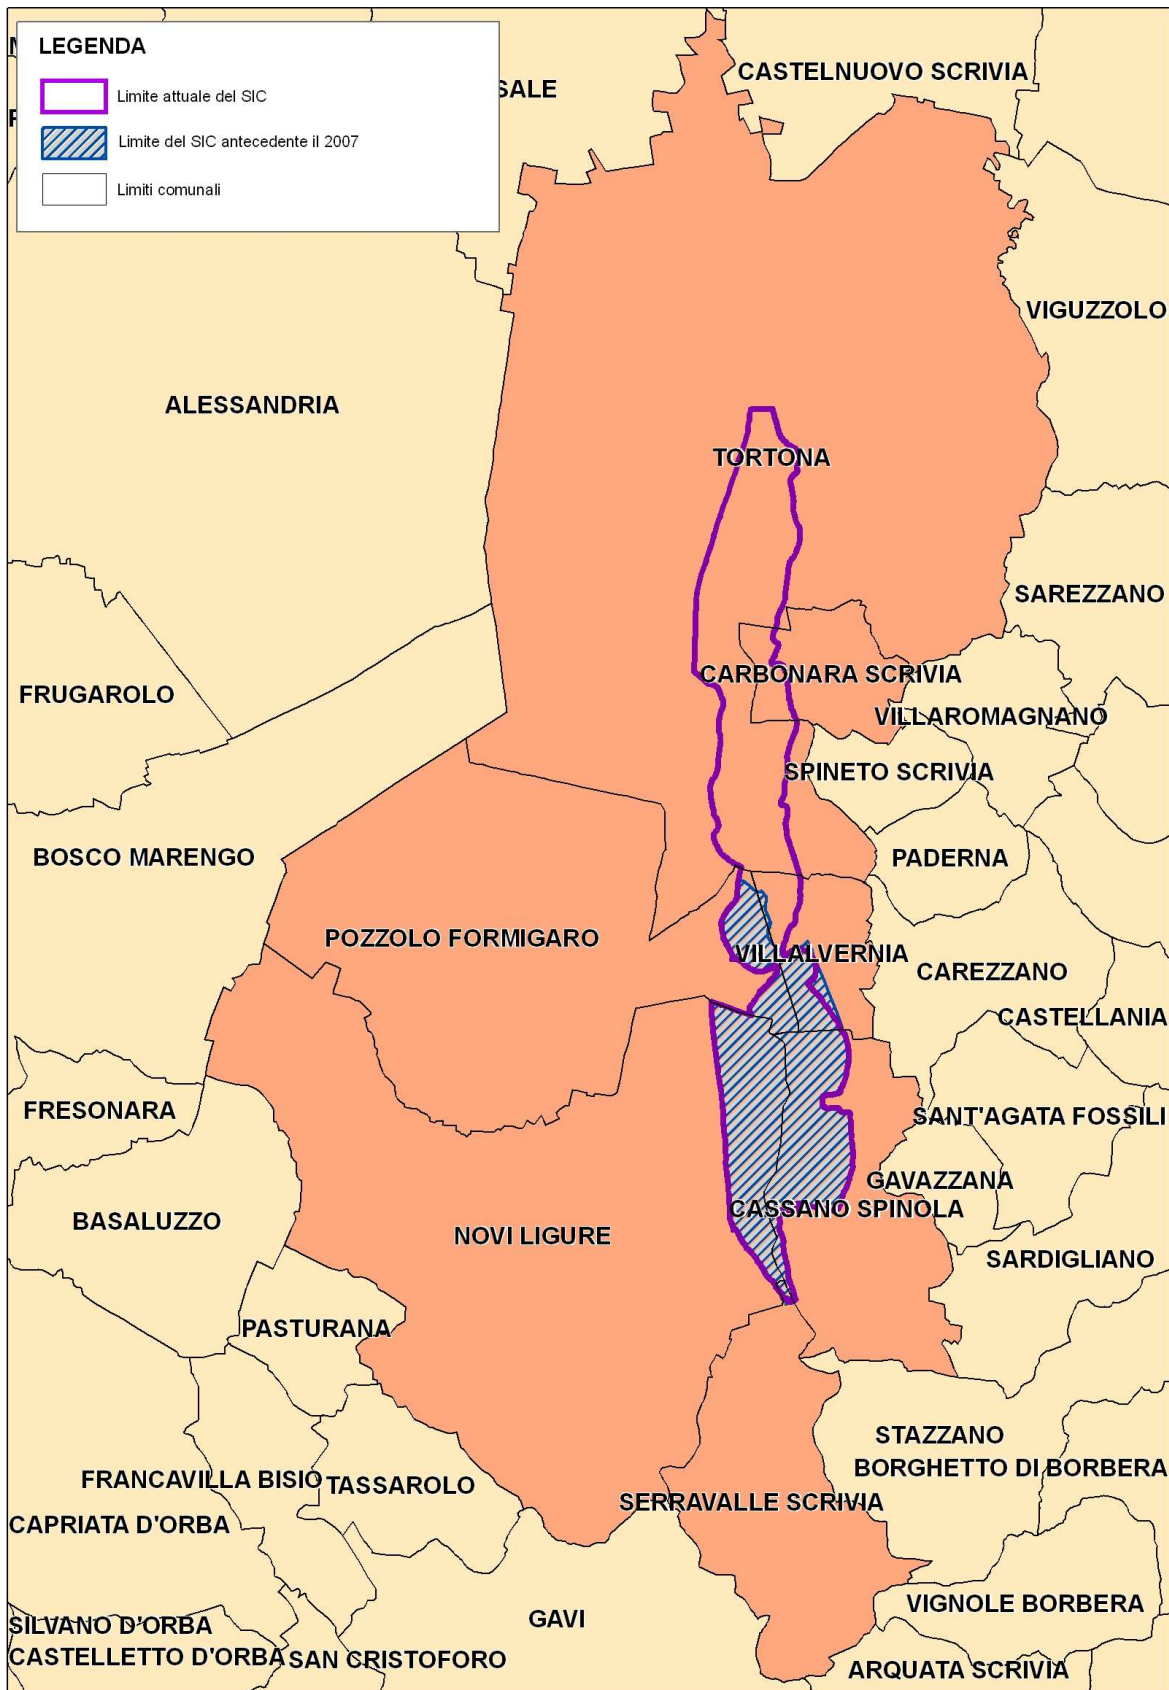 LEGENDA
Limite attuale del SIC
Limite del SIC antecedente il 2007
Limiti comunali
SALE
CASTELNUOVO SCRIVIA
VIGUZZOLO
ALESSANDRIA
TORTONA
SAREZZANO
FRUGAROLO
CARBONARA SCRIVIA
VILLAROMAGNANO
SPINETO SCRIVIA
BOSCO MARENGO
PADERNA
POZZOLO FORMIGARO
VILLALVERNIA
CAREZZANO
CASTELLANIA
FRESONARA
SANT'AGATA FOSSILI
GAVAZZANA
BASALUZZO
CASSANO SPINOLA
NOVI LIGURE
SARDIGLIANO
PASTURANA
STAZZANO
BORGHETTO DI BORBERA
FRANCAVILLA BISIO
TASSAROLO
SERRAVALLE SCRIVIA
CAPRIATA D'ORBA
VIGNOLE BORBERA
GAVI
SILVANO D'ORBA
CASTELLETTO D'ORBA
SAN CRISTOFORO
ARQUATA SCRIVIA